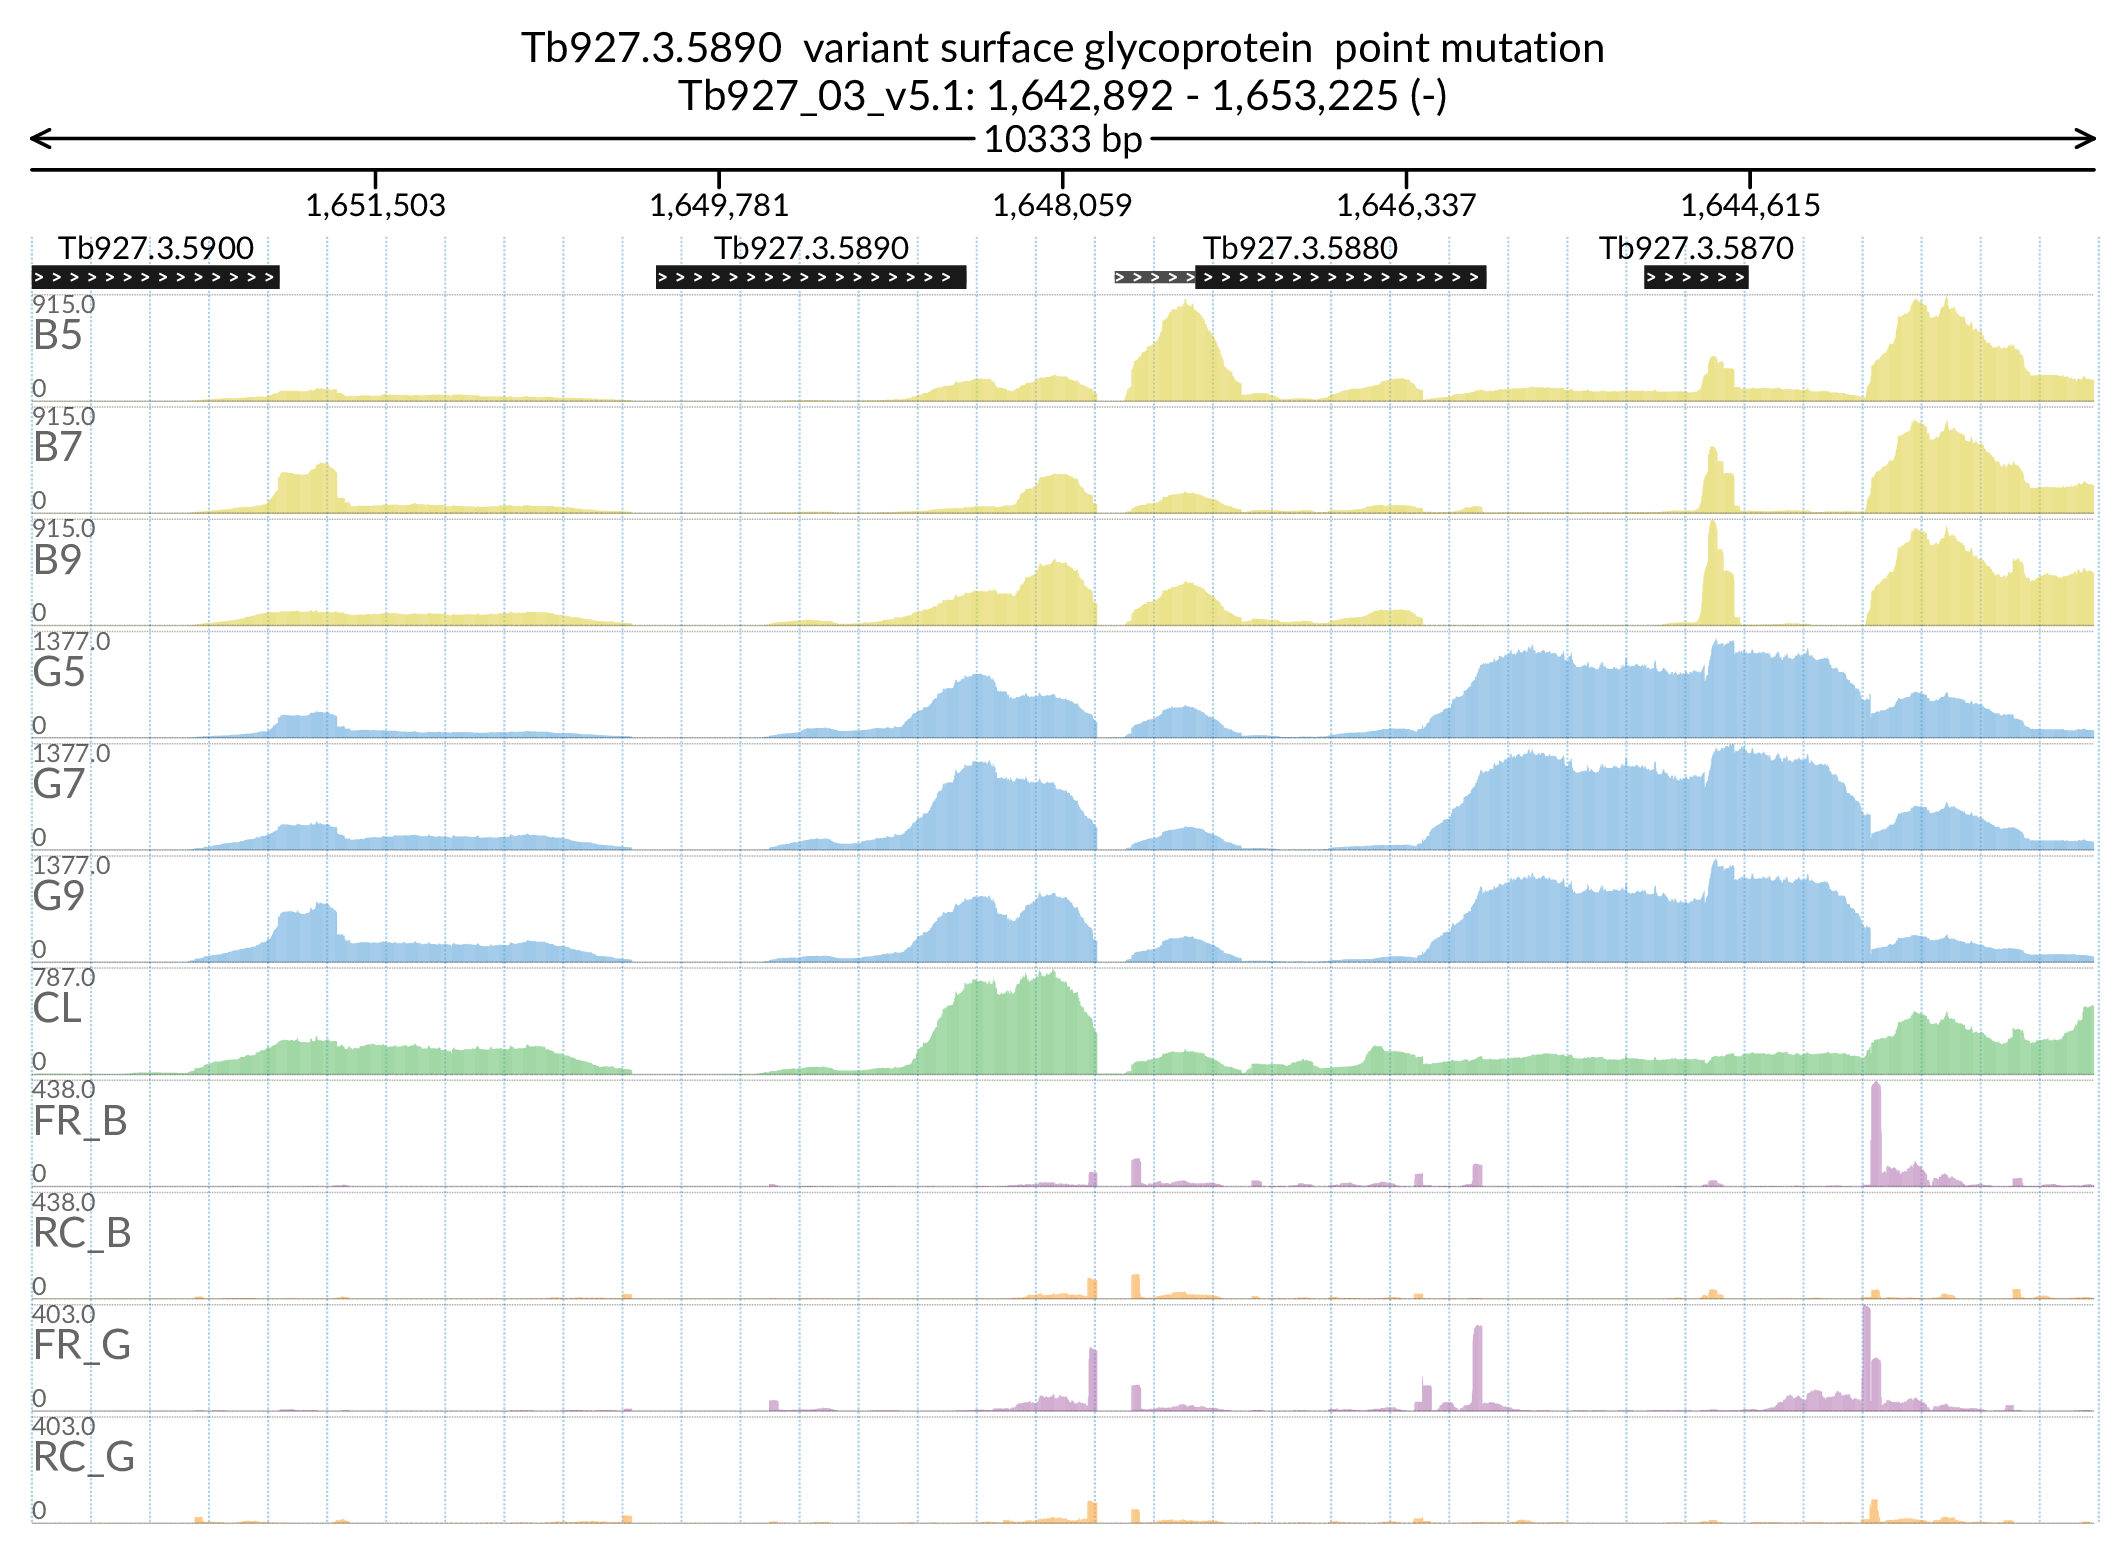 Tb927.3.5890 variant surface glycoprotein point mutation
Tb927_03_v5.1: 1,642,892 - 1,653,225 (-)
10333 bp
1,651,503 1,649,781 1,648,059 1,646,337 1,644,615
Tb927.3.5900 Tb927.3.5890 Tb927.3.5880 Tb927.3.5870
915.0
B5
0
915.0
B7
0
915.0
B9
0
1377.0
G5
0
1377.0
G7
0
1377.0
G9
0
787.0
CL
0
438.0
FR_B
0
438.0
RC_B
0
403.0
FR_G
0
403.0
RC_G
0